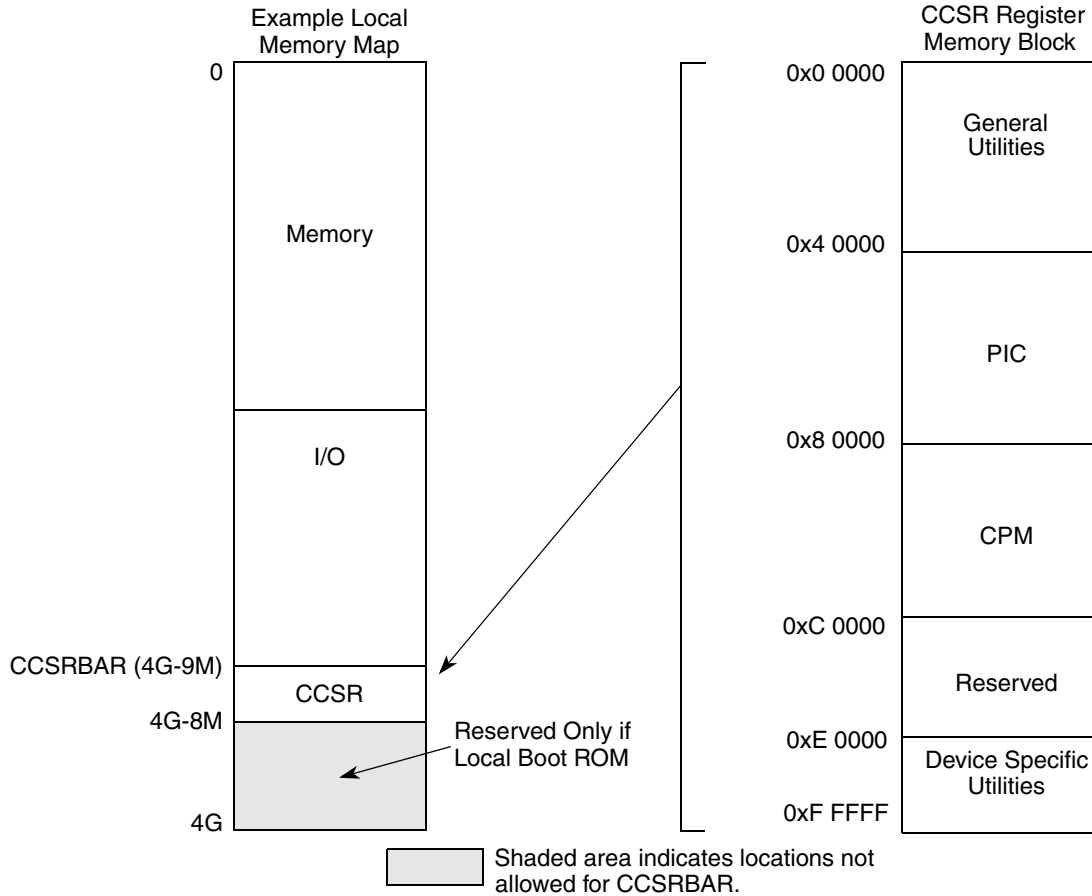 Example Local
Memory Map
0
Memory
I/O
CCSRBAR (4G-9M)
CCSR
4G-8M
Reserved Only if
Local Boot ROM
4G
CCSR Register
Memory Block
0x0 0000
General
Utilities
0x4 0000
PIC
0x8 0000
CPM
0xC 0000
Reserved
0xE 0000
Device Specific
Utilities
0xF FFFF
Shaded area indicates locations not
allowed for CCSRBAR.